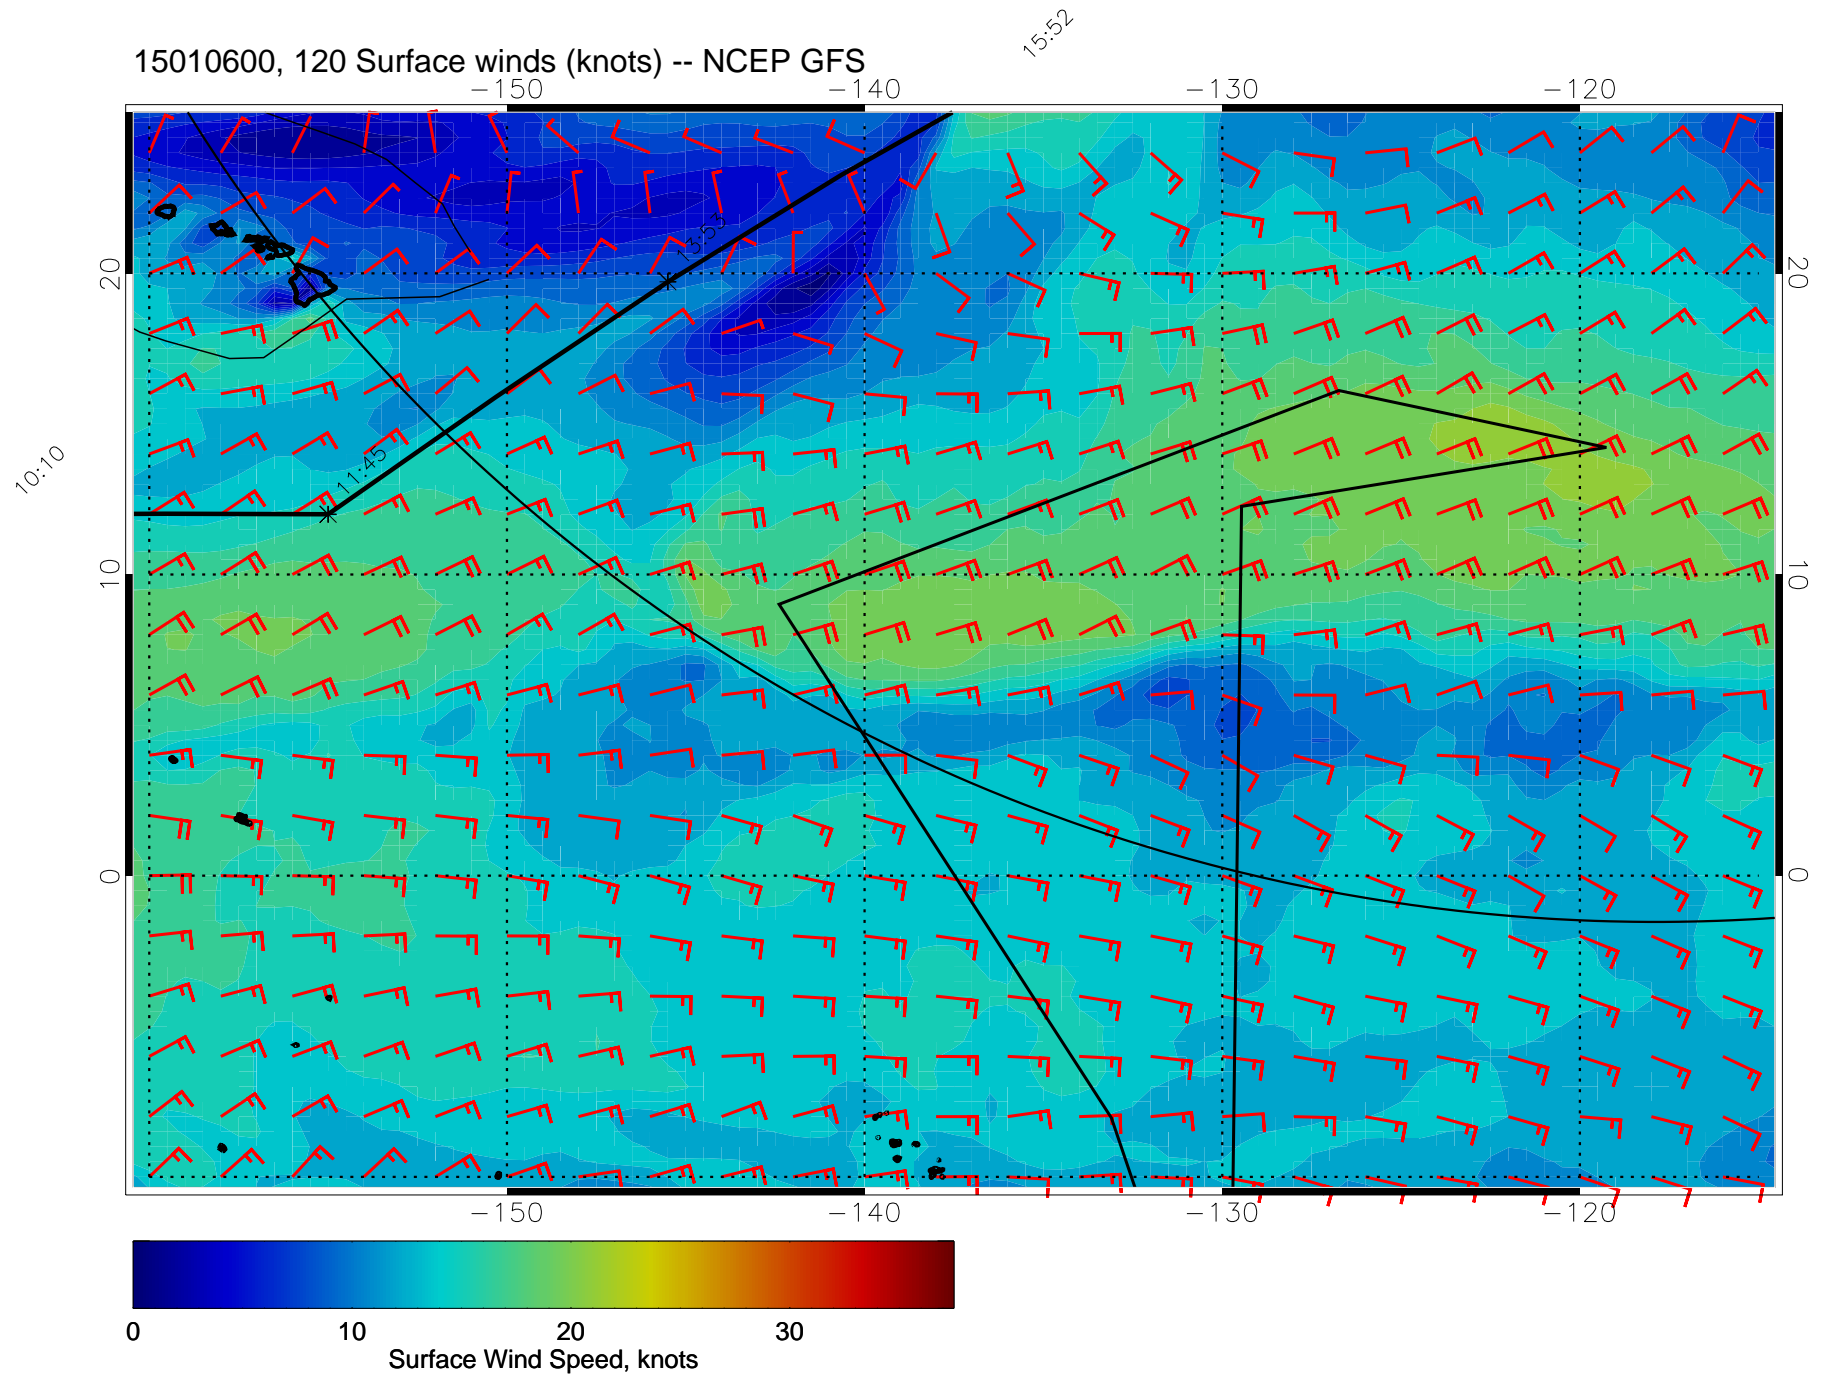 15:52
15010600, 120 Surface winds (knots) -- NCEP GFS
-150 -140 -130 -120
20 20
13:53
10:10
11:45
10 10
0 0
-150 -140 -130 -120
0 10 20 30
Surface Wind Speed, knots